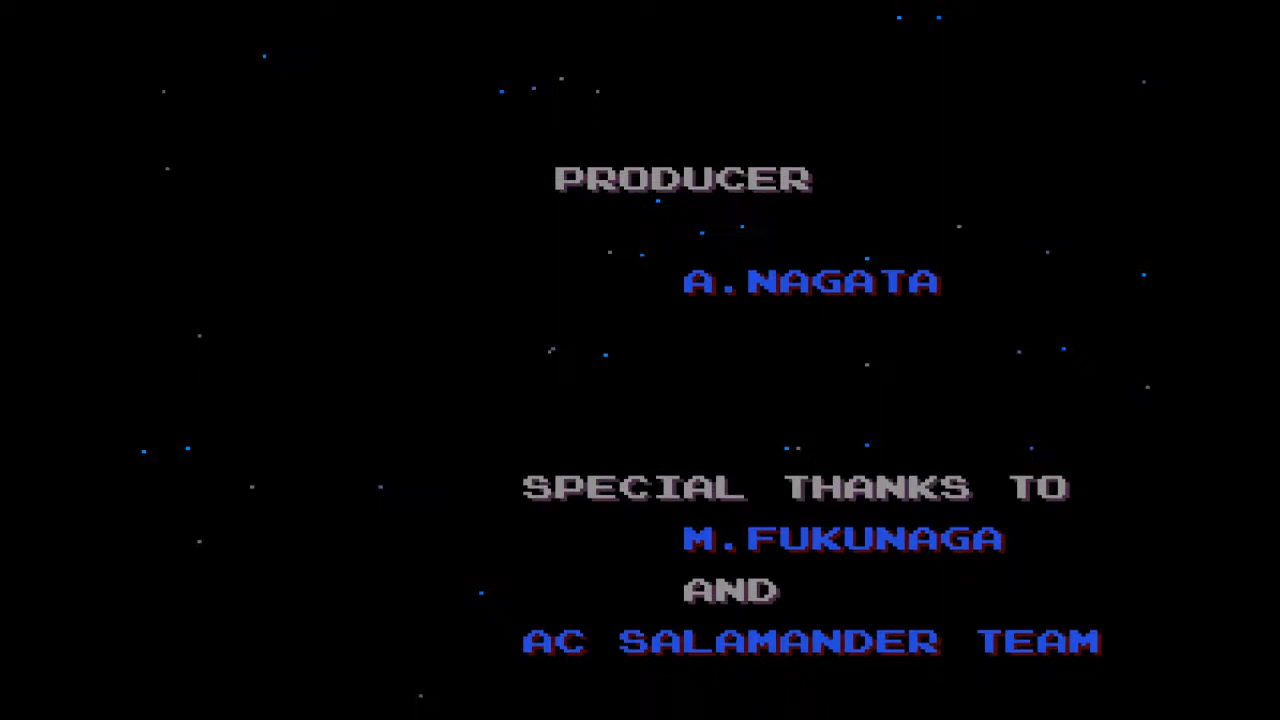 PRODUCER
A.NAGATA
SPECIAL THANKS TO
M.FUKUNAGA
AND
AC SALAMANDER TEAM